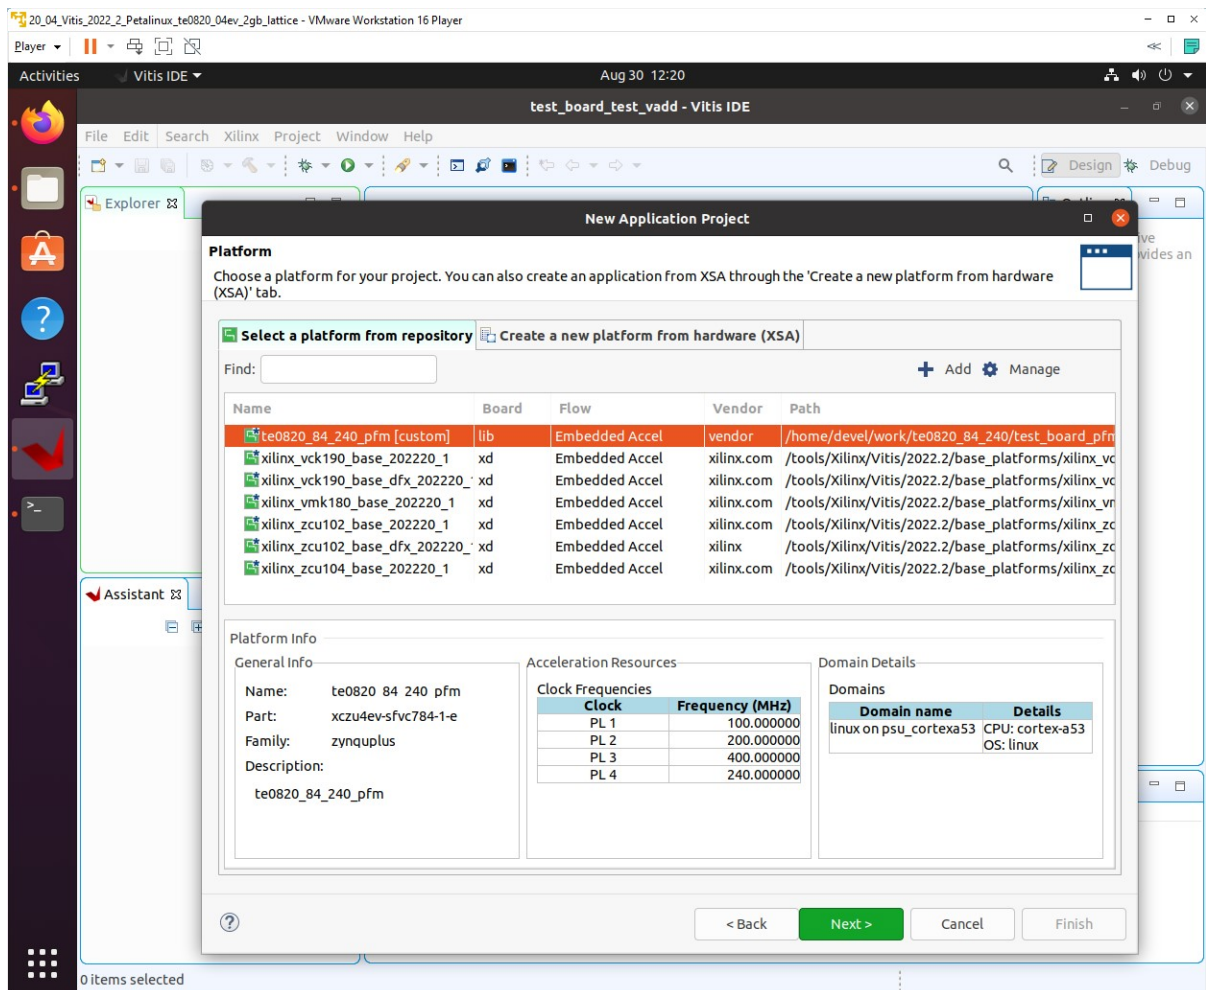 20_04_Vitis_2022_2_Petalinux_te0820_04ev_2gb_lattice - VMware Workstation 16 Player
Player
Activities Vitis IDE Aug 30 12:20
test_board_test_vadd - Vitis IDE
File Edit Search Xilinx Project Window Help
Design Debug
Explorer
New Application Project
Platform
Choose a platform for your project. You can also create an application from XSA through the 'Create a new platform from hardware
(XSA)' tab.
ive
ovides an
Select a platform from repository Create a new platform from hardware (XSA)
Find: Add Manage
Name Board Flow Vendor Path
te0820_84_240_pfm [custom] lib Embedded Accel vendor /home/devel/work/te0820_84_240/test_board_pfm
xilinx_vck190_base_202220_1 xd Embedded Accel xilinx.com /tools/Xilinx/Vitis/2022.2/base_platforms/xilinx_vc
xilinx_vck190_base_dfx_202220_ xd Embedded Accel xilinx.com /tools/Xilinx/Vitis/2022.2/base_platforms/xilinx_vc
xilinx_vmk180_base_202220_1 xd Embedded Accel xilinx.com /tools/Xilinx/Vitis/2022.2/base_platforms/xilinx_vm
xilinx_zcu102_base_202220_1 xd Embedded Accel xilinx.com /tools/Xilinx/Vitis/2022.2/base_platforms/xilinx_zc
xilinx_zcu102_base_dfx_202220_ xd Embedded Accel xilinx /tools/Xilinx/Vitis/2022.2/base_platforms/xilinx_zc
xilinx_zcu104_base_202220_1 xd Embedded Accel xilinx.com /tools/Xilinx/Vitis/2022.2/base_platforms/xilinx_zc
Assistant
Platform Info
General Info
Name: te0820_84_240_pfm
Part: xczu4ev-sfvc784-1-e
Family: zynquplus
Description:
te0820_84_240_pfm
Acceleration Resources
Clock Frequencies
Clock Frequency (MHz)
PL 1 100.000000
PL 2 200.000000
PL 3 400.000000
PL 4 240.000000
Domain Details
Domains
Domain name Details
linux on psu_cortexa53 CPU: cortex-a53
OS: linux
? < Back Next > Cancel Finish
0 items selected